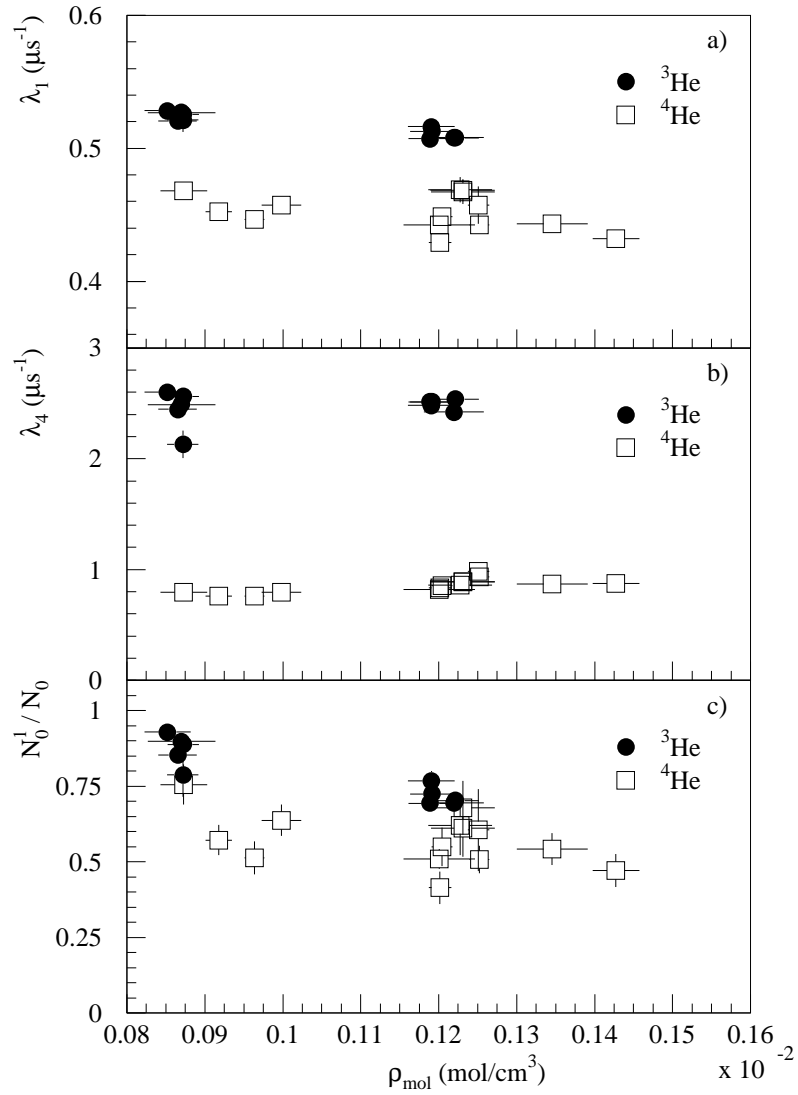 0.6
a)
λ₁ (μs⁻¹)
³He
⁴He
0.5
0.4
3
b)
λ₄ (μs⁻¹)
³He
⁴He
2
1
0
c)
N₀¹ / N₀
1
³He
⁴He
0.75
0.5
0.25
0
0.08 0.09 0.1 0.11 0.12 0.13 0.14 0.15 0.16
x 10⁻²
ρmol (mol/cm³)